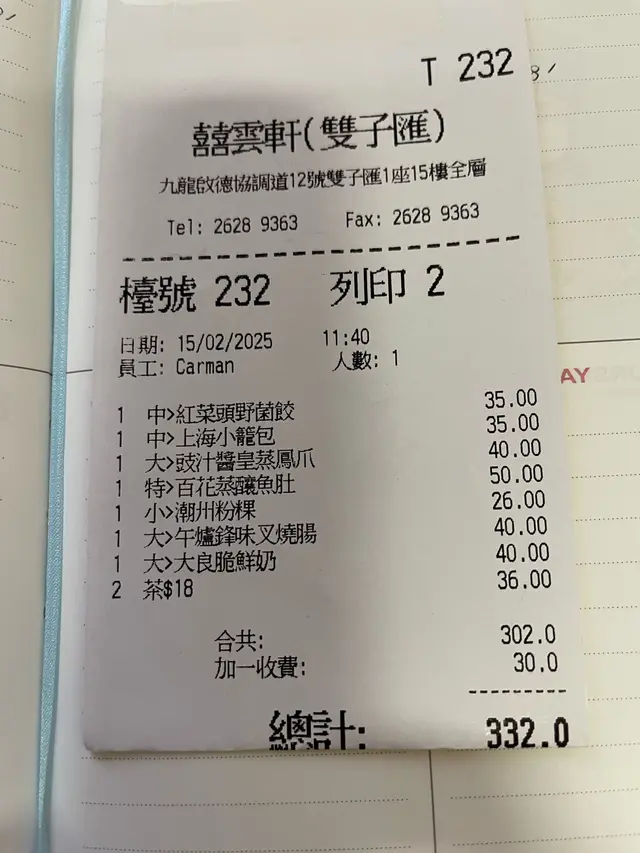 T 232
囍雲軒(雙子匯)
九龍啟德協調道12號雙子匯1座15樓全層
Tel: 2628 9363 Fax: 2628 9363
檯號 232 列印 2
日期: 15/02/2025 11:40
員工: Carman 人數: 1
1 中>紅菜頭野菌餃 35.00
1 中>上海小籠包 35.00
1 大>豉汁醬皇蒸鳳爪 40.00
1 特>百花蒸釀魚肚 50.00
1 小>潮州粉粿 26.00
1 大>午爐鋒味叉燒腸 40.00
1 大>大良脆鮮奶 40.00
2 茶$18 36.00
合共: 302.0
加一收費: 30.0
總計: 332.0